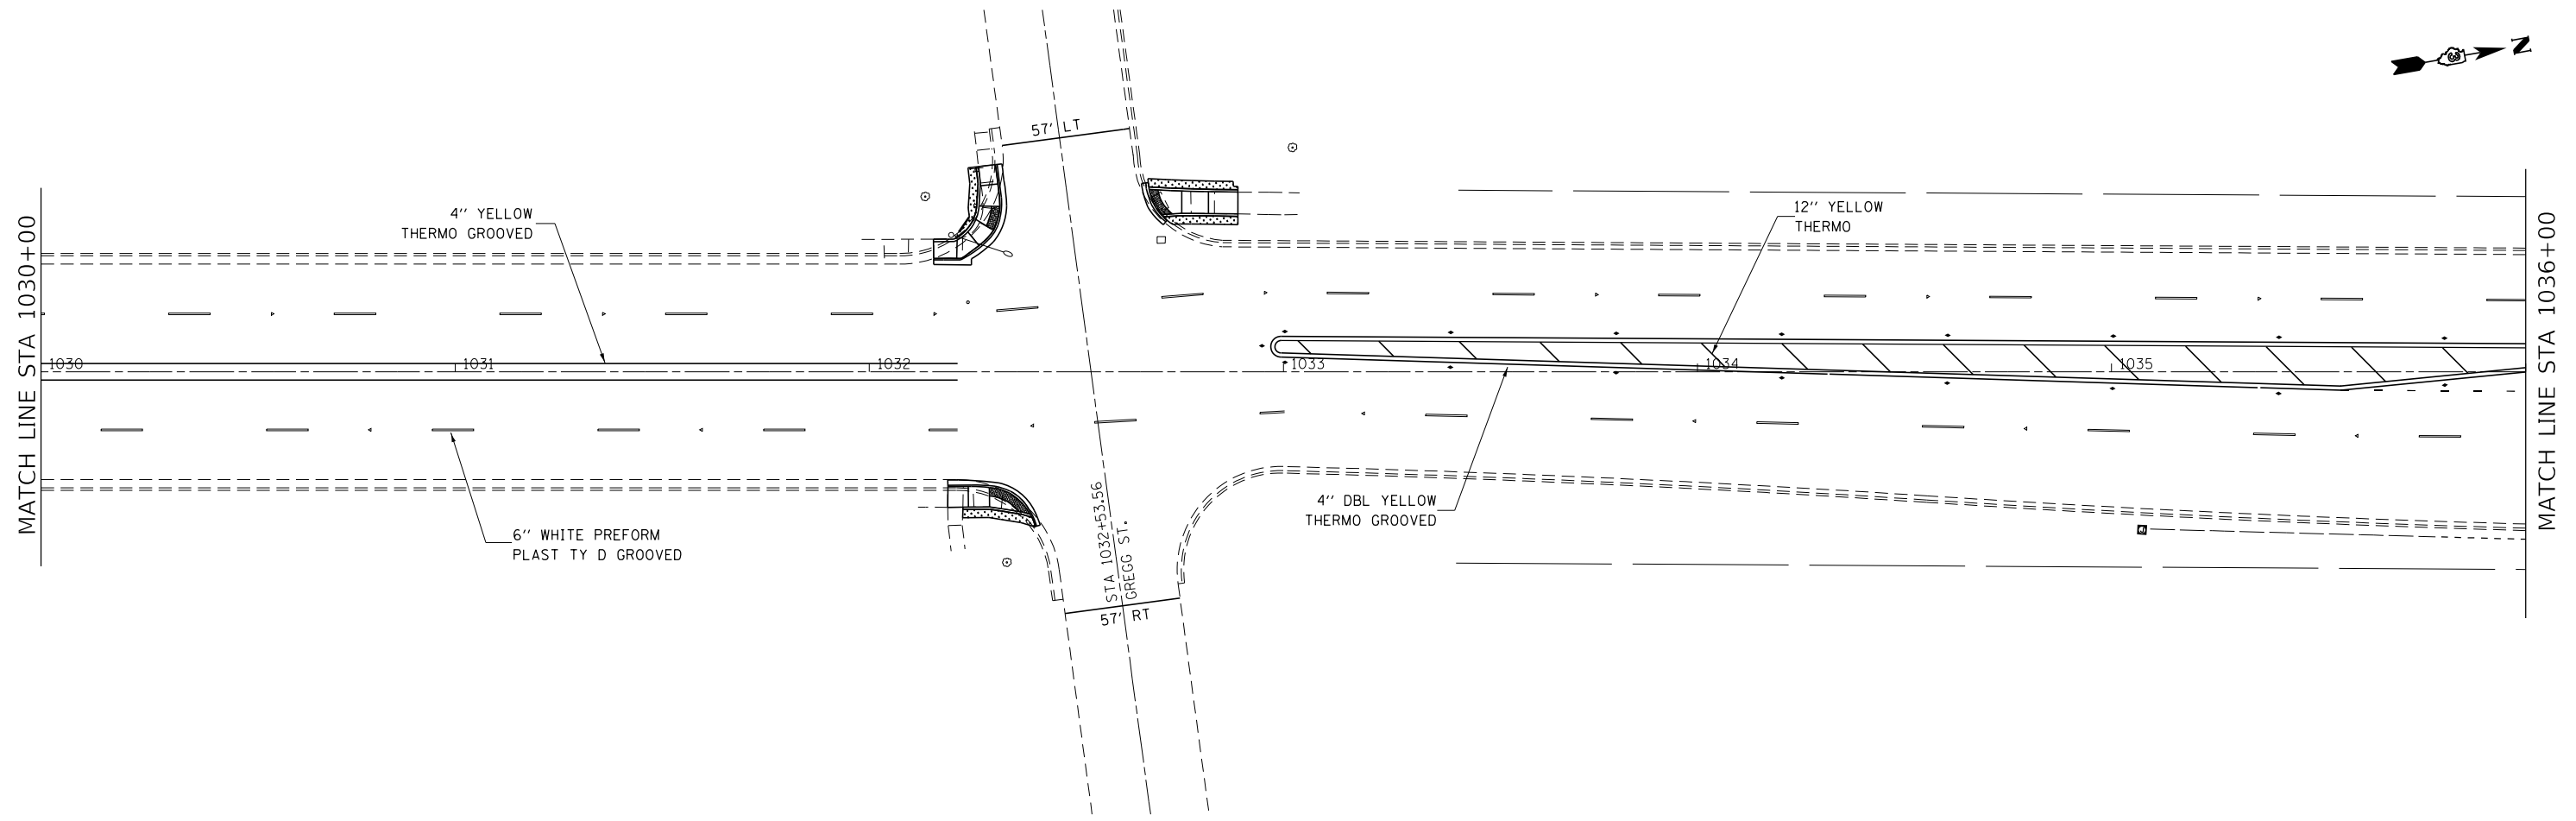 N
57' LT
4'' YELLOW
THERMO GROOVED
12'' YELLOW
THERMO
MATCH LINE STA 1030+00
MATCH LINE STA 1036+00
1030
1031
1032
1033
1034
1035
4'' DBL YELLOW
THERMO GROOVED
6'' WHITE PREFORM
PLAST TY D GROOVED
STA 1032+53.56
GREGG ST.
57' RT